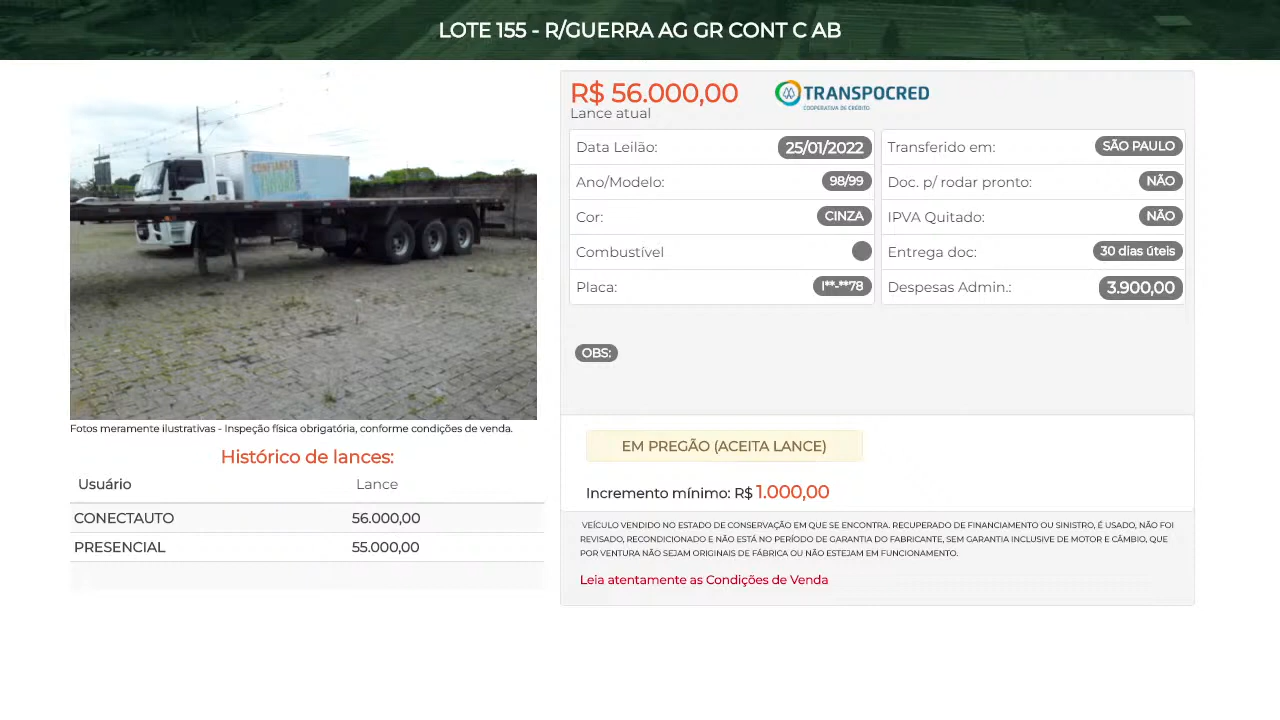 LOTE 155 - R/GUERRA AG GR CONT C AB
R$ 56.000,00
TRANSPOCRED
COOPERATIVA DE CRÉDITO
Lance atual
Data Leilão: 25/01/2022
Ano/Modelo: 98/99
Cor: CINZA
Combustível
Placa: I**-**78
Transferido em: SÃO PAULO
Doc. p/ rodar pronto: NÃO
IPVA Quitado: NÃO
Entrega doc: 30 dias úteis
Despesas Admin.: 3.900,00
OBS:
CONFIANÇA
Fotos meramente ilustrativas - Inspeção física obrigatória, conforme condições de venda.
Histórico de lances:
Usuário Lance
CONECTAUTO 56.000,00
PRESENCIAL 55.000,00
EM PREGÃO (ACEITA LANCE)
Incremento mínimo: R$ 1.000,00
VEÍCULO VENDIDO NO ESTADO DE CONSERVAÇÃO EM QUE SE ENCONTRA. RECUPERADO DE FINANCIAMENTO OU SINISTRO, É USADO, NÃO FOI
REVISADO, RECONDICIONADO E NÃO ESTÁ NO PERÍODO DE GARANTIA DO FABRICANTE, SEM GARANTIA INCLUSIVE DE MOTOR E CÂMBIO, QUE
POR VENTURA NÃO SEJAM ORIGINAIS DE FÁBRICA OU NÃO ESTEJAM EM FUNCIONAMENTO.
Leia atentamente as Condições de Venda